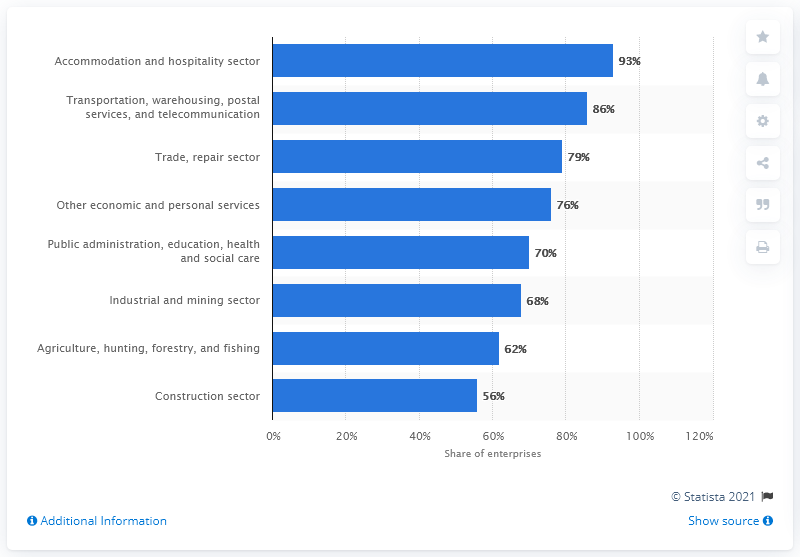 Accommodation and hospitality sector
93%
Transportation, warehousing, postal
services, and telecommunication
86%
Trade, repair sector
79%
Other economic and personal services
76%
Public administration, education, health
and social care
70%
Industrial and mining sector
68%
Agriculture, hunting, forestry, and fishing
62%
Construction sector
56%
0% 20% 40% 60% 80% 100% 120%
Share of enterprises
© Statista 2021
Additional Information
Show source